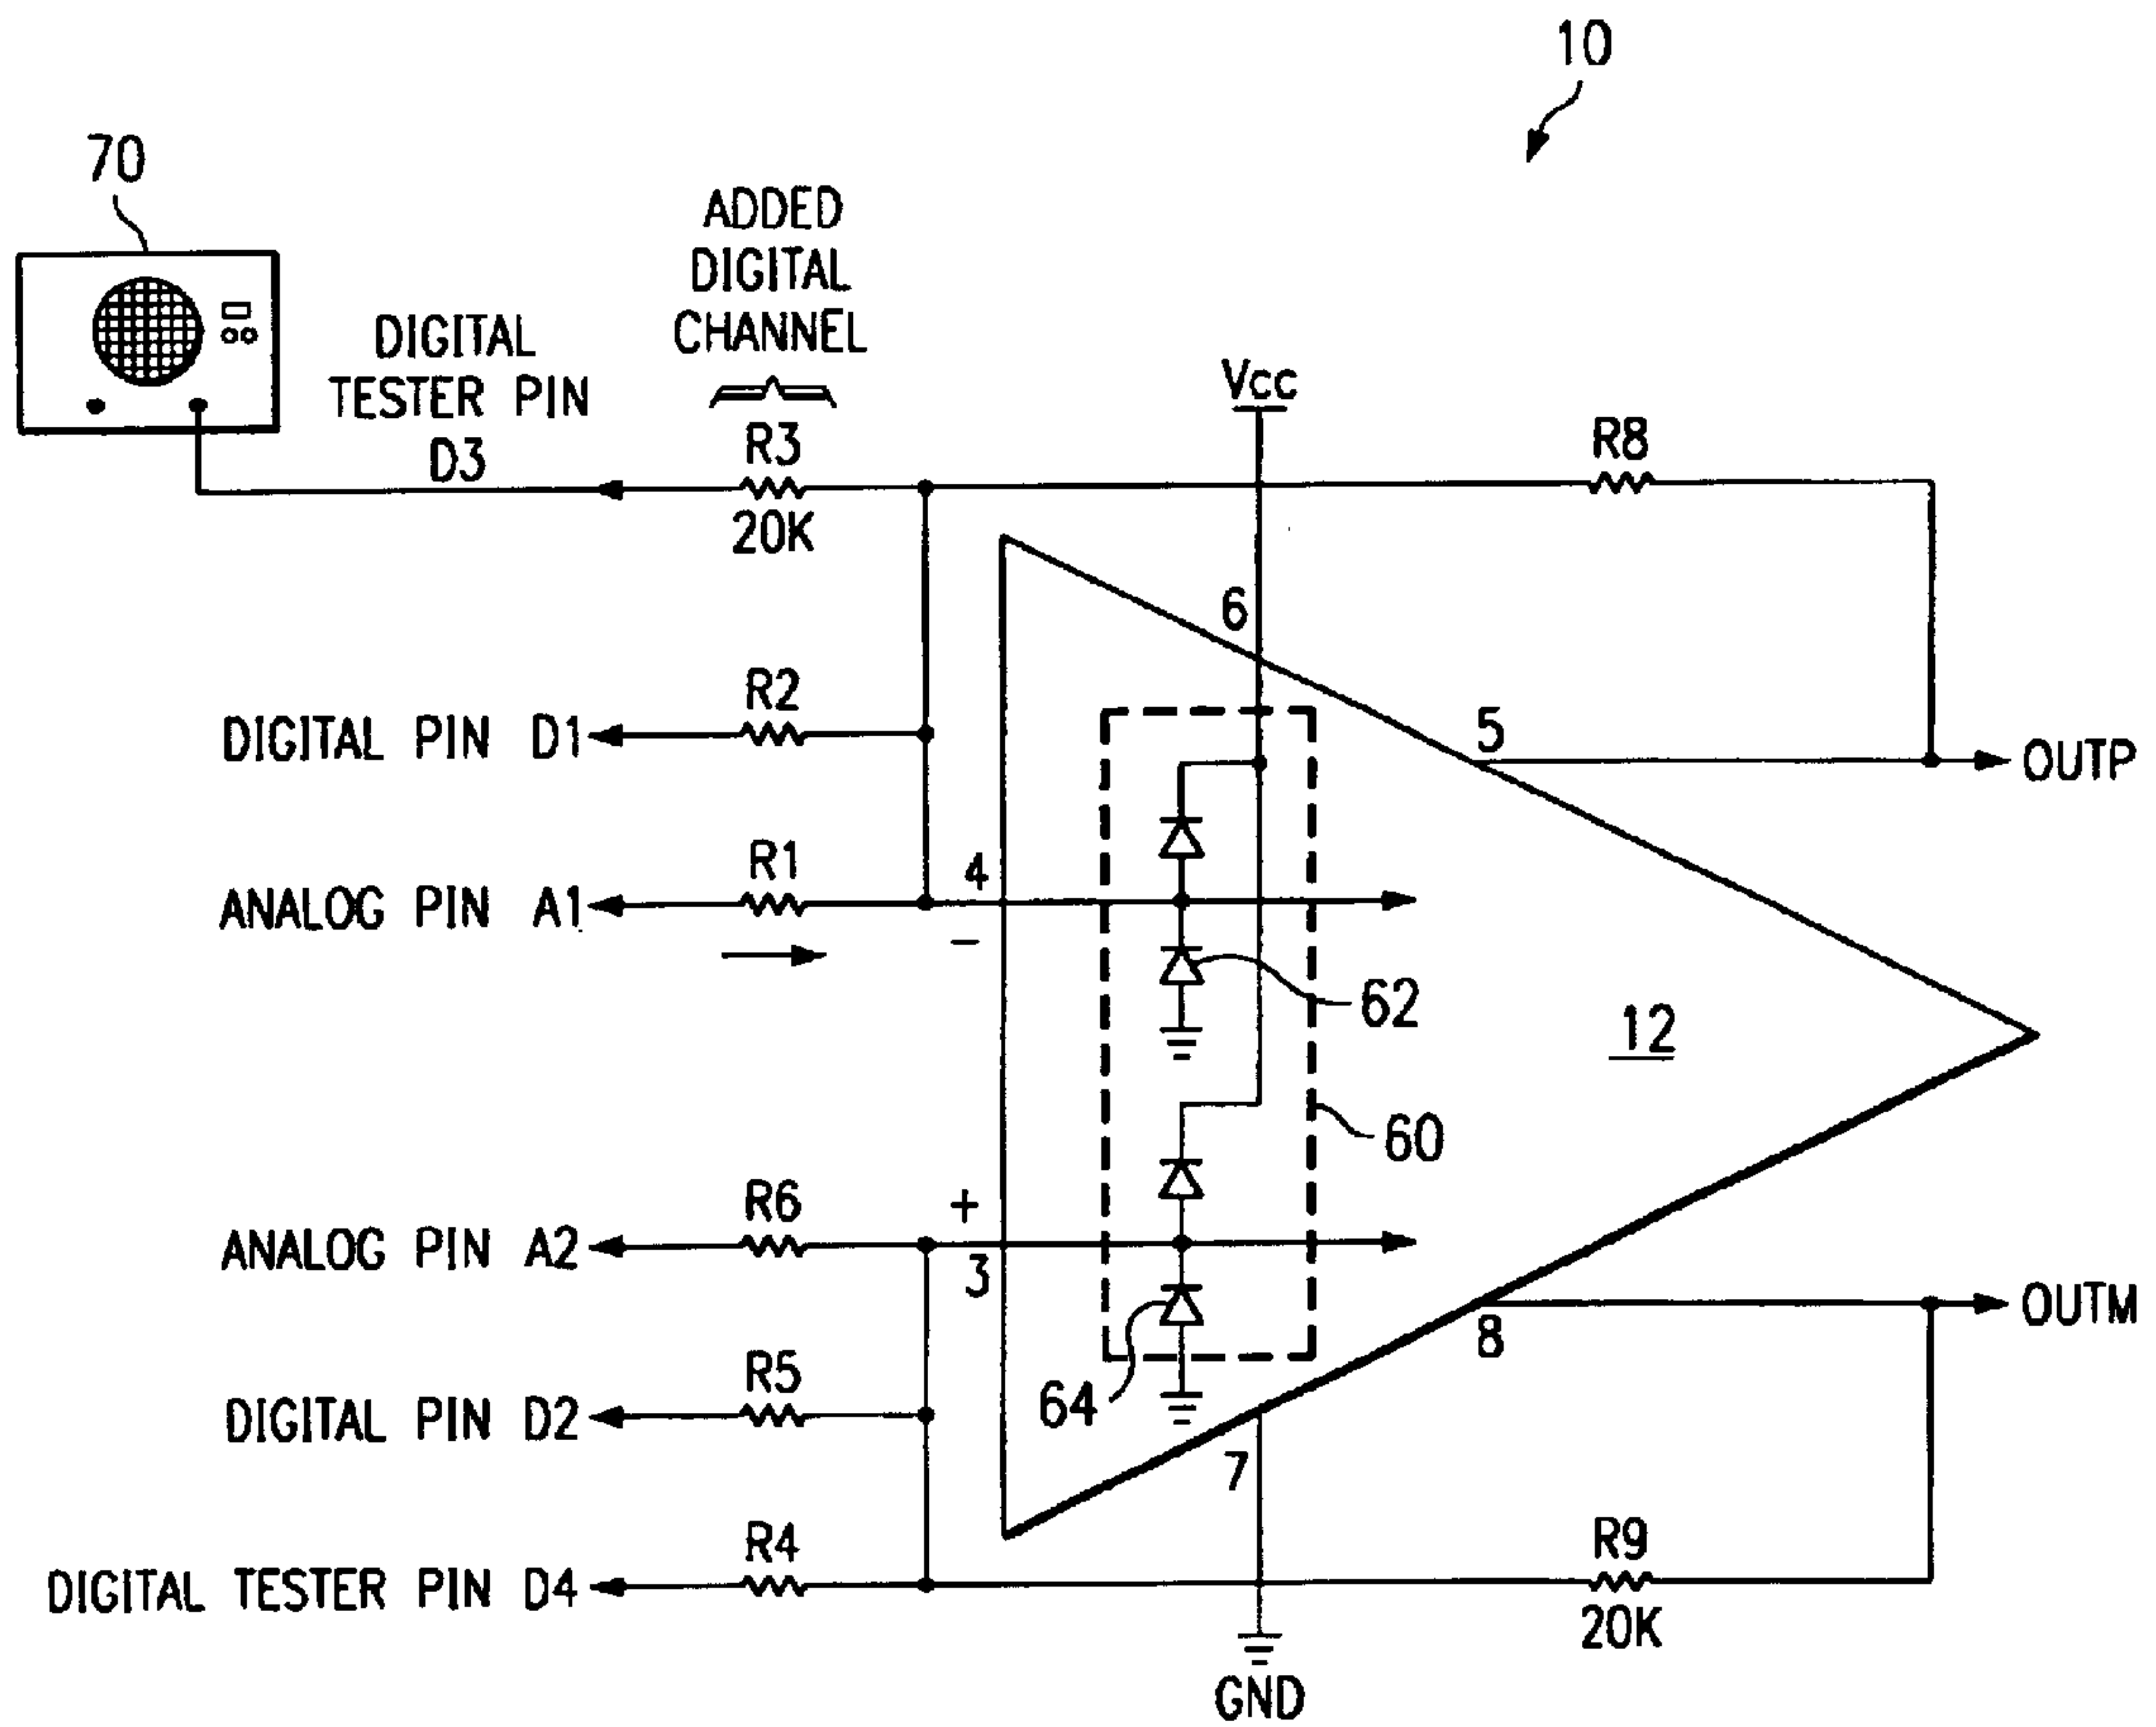 10
70
ADDED
DIGITAL
CHANNEL
DIGITAL
TESTER PIN
D3
R3
20K
Vcc
R8
6
R2
DIGITAL PIN D1
5
OUTP
R1
ANALOG PIN A1
4
−
62
12
60
+
R6
ANALOG PIN A2
3
OUTM
8
R5
DIGITAL PIN D2
64
7
R4
DIGITAL TESTER PIN D4
R9
20K
GND